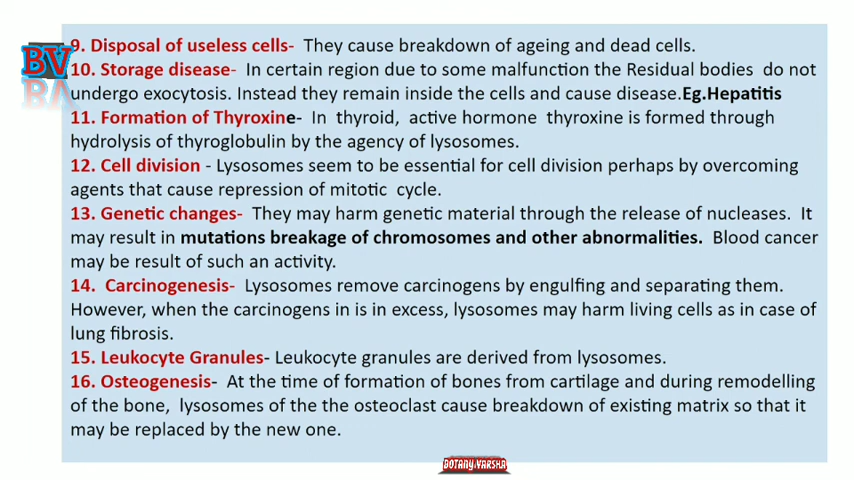 BV
9. Disposal of useless cells- They cause breakdown of ageing and dead cells.
10. Storage disease- In certain region due to some malfunction the Residual bodies do not
undergo exocytosis. Instead they remain inside the cells and cause disease.Eg.Hepatitis
11. Formation of Thyroxine- In thyroid, active hormone thyroxine is formed through
hydrolysis of thyroglobulin by the agency of lysosomes.
12. Cell division - Lysosomes seem to be essential for cell division perhaps by overcoming
agents that cause repression of mitotic cycle.
13. Genetic changes- They may harm genetic material through the release of nucleases. It
may result in mutations breakage of chromosomes and other abnormalities. Blood cancer
may be result of such an activity.
14. Carcinogenesis- Lysosomes remove carcinogens by engulfing and separating them.
However, when the carcinogens in is in excess, lysosomes may harm living cells as in case of
lung fibrosis.
15. Leukocyte Granules- Leukocyte granules are derived from lysosomes.
16. Osteogenesis- At the time of formation of bones from cartilage and during remodelling
of the bone, lysosomes of the the osteoclast cause breakdown of existing matrix so that it
may be replaced by the new one.
BOTANY VARSHA